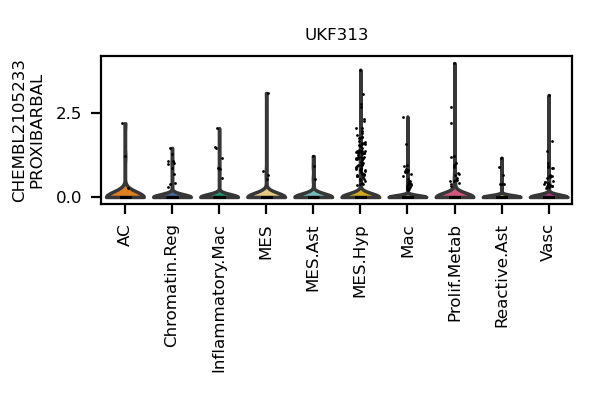 UKF313
CHEMBL2105233
PROXIBARBAL
2.5
0.0
AC
Chromatin.Reg
Inflammatory.Mac
MES
MES.Ast
MES.Hyp
Mac
Prolif.Metab
Reactive.Ast
Vasc